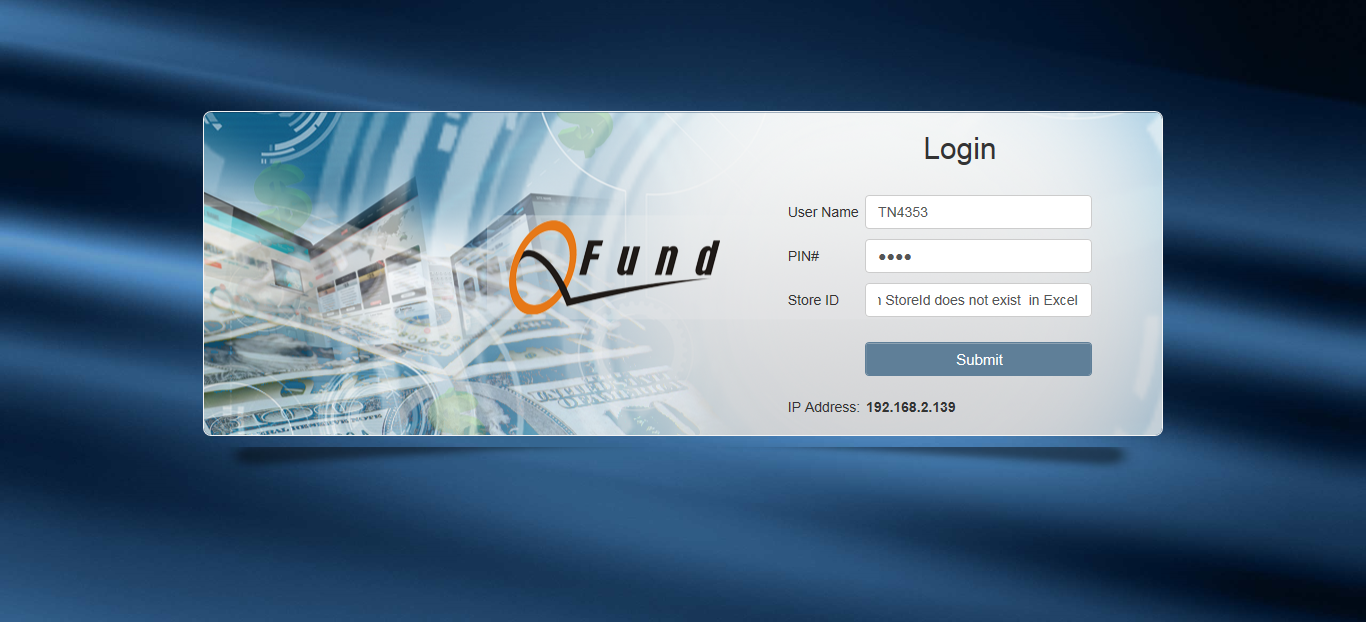 Login
User Name TN4353
PIN# ●●●●
Store ID StoreId does not exist  in Excel
QFund
Submit
IP Address: 192.168.2.139